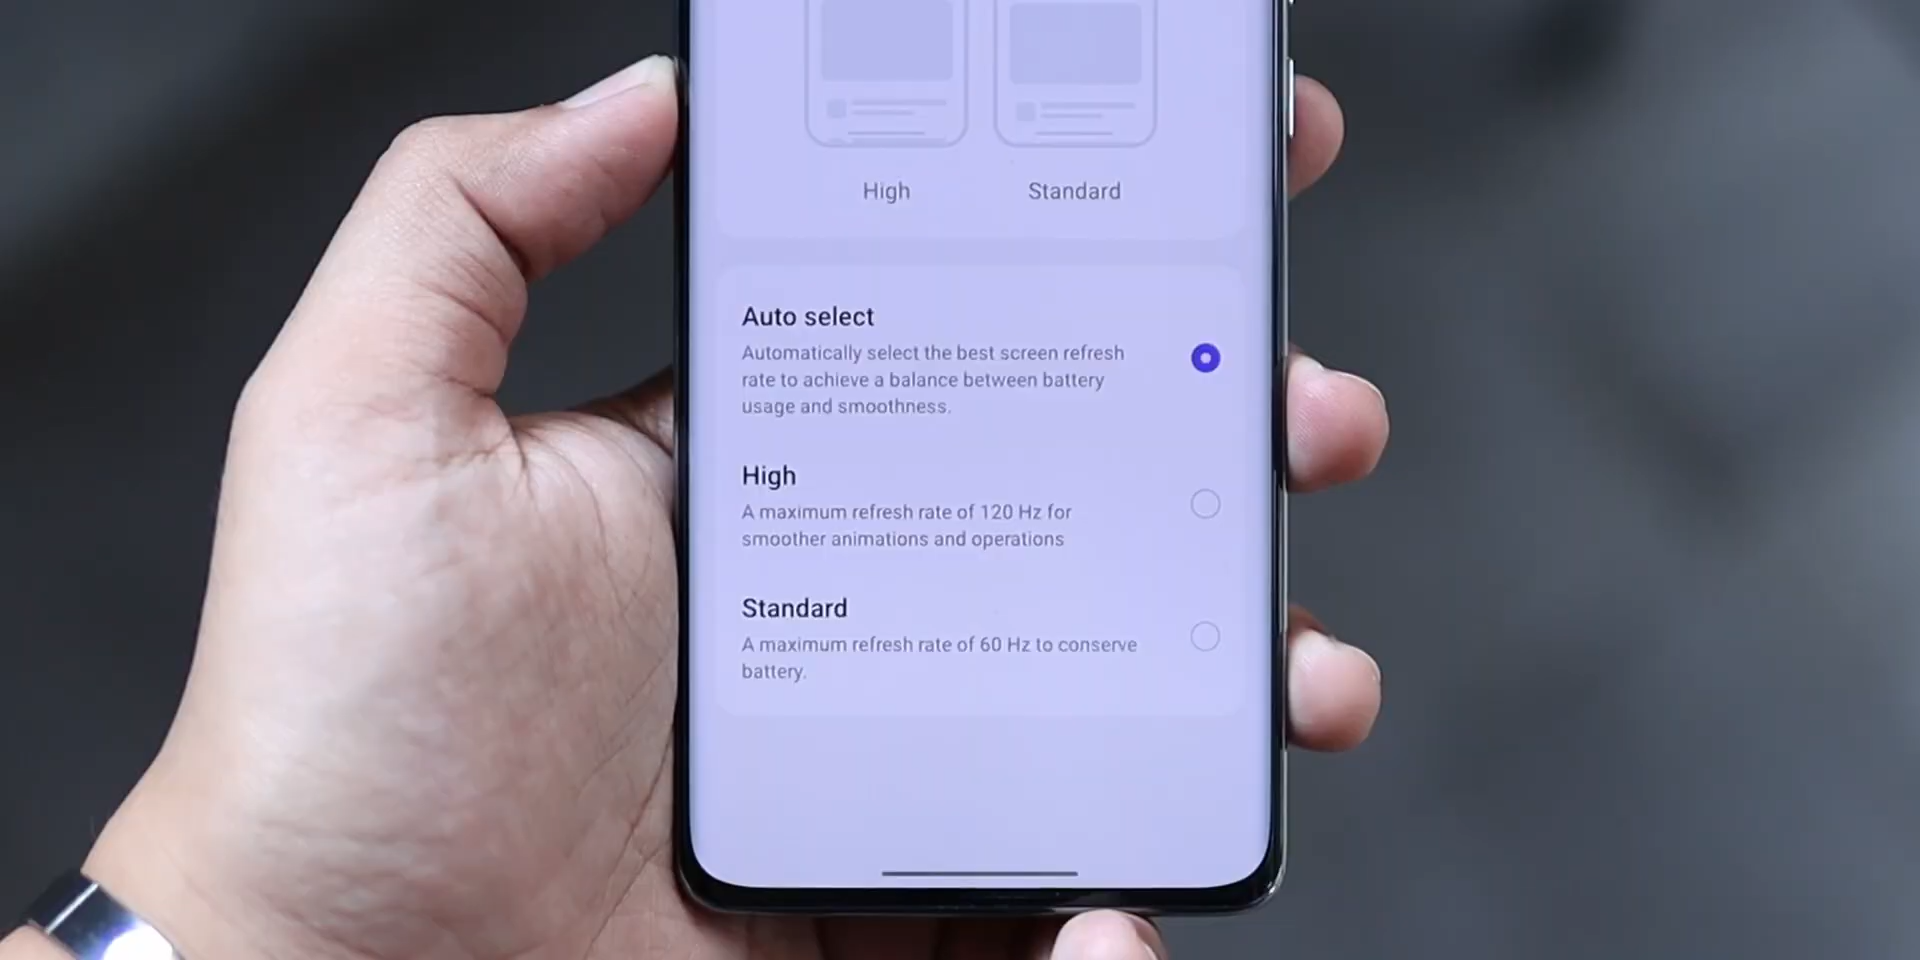 High
Standard
Auto select
Automatically select the best screen refresh
rate to achieve a balance between battery
usage and smoothness.
High
A maximum refresh rate of 120 Hz for
smoother animations and operations
Standard
A maximum refresh rate of 60 Hz to conserve
battery.